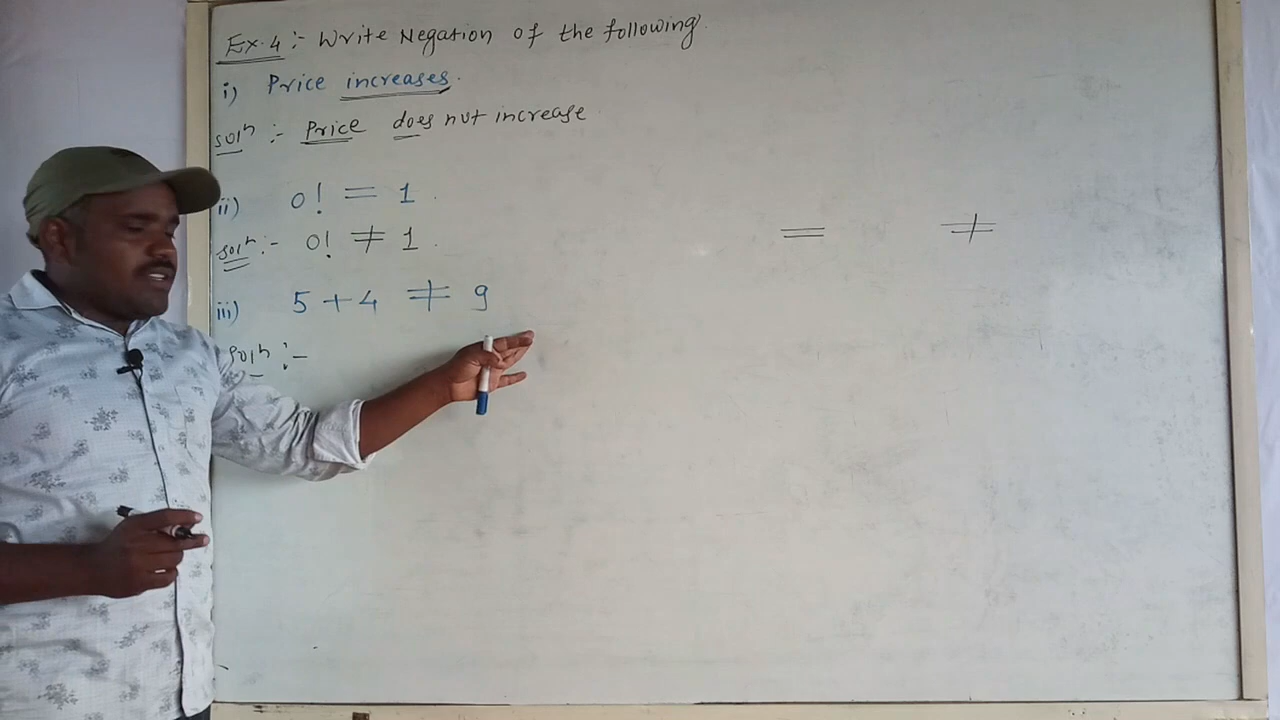 Ex.4 :- Write Negation of the following.
i) Price increases.
soln :- Price does not increase
ii) 0! = 1.
soln :- 0! ≠ 1.
= ≠
iii) 5 + 4 ≠ 9
soln :-